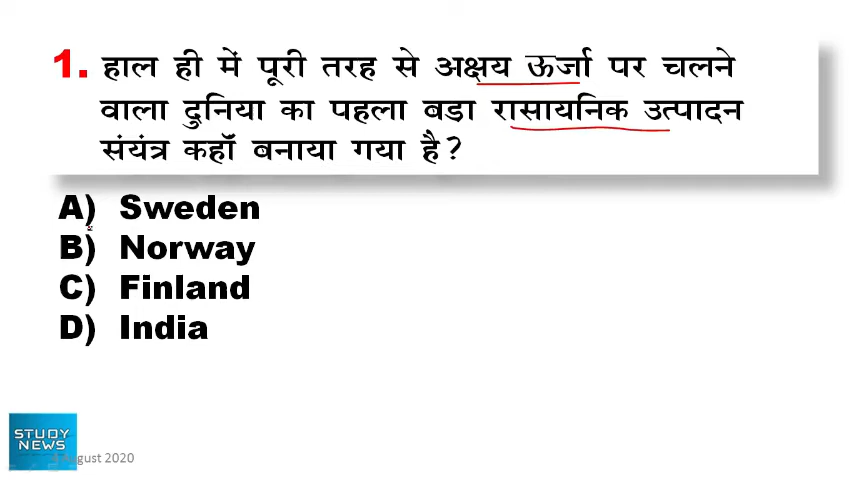 1. हाल ही में पूरी तरह से अक्षय ऊर्जा पर चलने
वाला दुनिया का पहला बडा रासायनिक उत्पादन
संयंत्र कहाँ बनाया गया है?
A) Sweden
B) Norway
C) Finland
D) India
STUDY
NEWS
August 2020